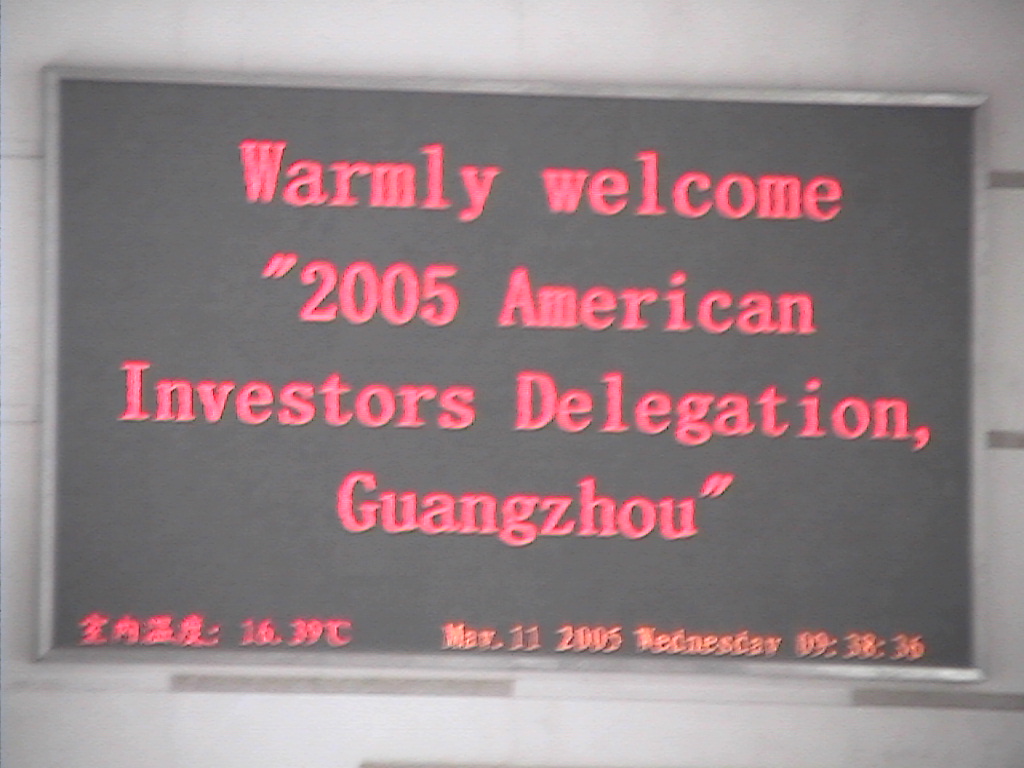 Warmly welcome
"2005 American
Investors Delegation,
Guangzhou"
室内温度: 16.39℃ May.11 2005 Wednesday 09:38:36